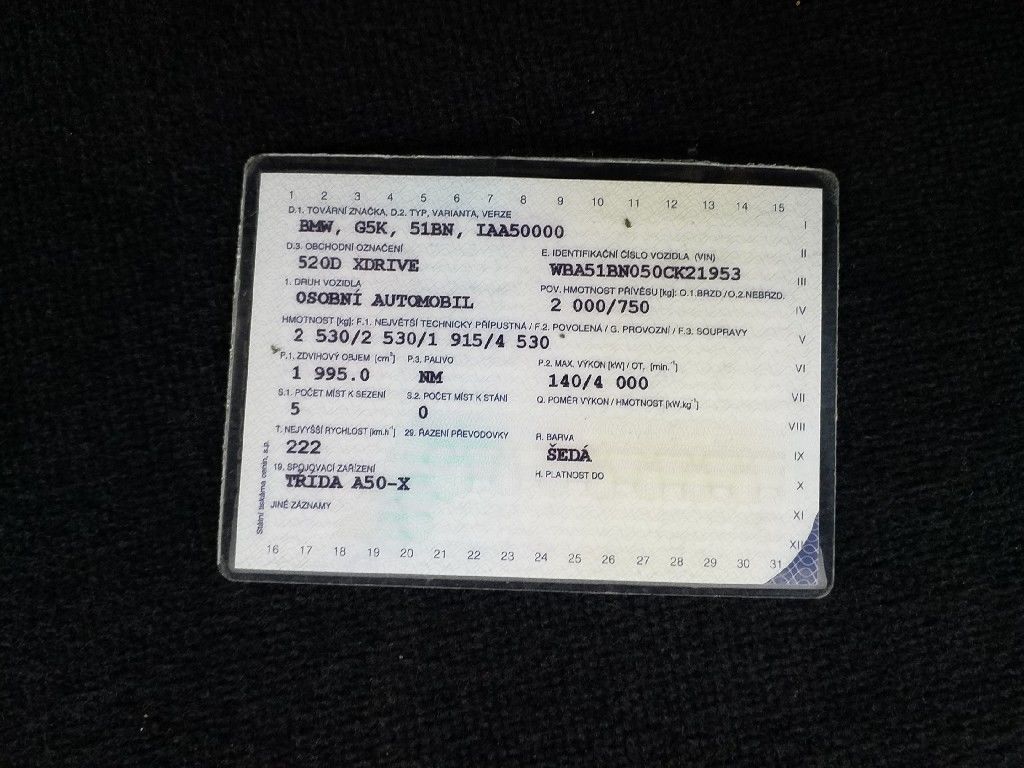 1 2 3 4 5 6 7 8 9 10 11 12 13 14 15
D.1. TOVÁRNÍ ZNAČKA, D.2. TYP, VARIANTA, VERZE
I
BMW, G5K, 51BN, IAA50000
D.3. OBCHODNÍ OZNAČENÍ E. IDENTIFIKAČNÍ ČÍSLO VOZIDLA (VIN)
II
520D XDRIVE WBA51BN050CK21953
1. DRUH VOZIDLA POV. HMOTNOST PŘÍVĚSU [kg]: O.1.BRZD./O.2.NEBRZD.
III
OSOBNÍ AUTOMOBIL 2 000/750
IV
HMOTNOST [kg]: F.1. NEJVĚTŠÍ TECHNICKY PŘÍPUSTNÁ / F.2. POVOLENÁ / G. PROVOZNÍ / F.3. SOUPRAVY
2 530/2 530/1 915/4 530
V
P.1. ZDVIHOVÝ OBJEM [cm³] P.3. PALIVO P.2. MAX. VÝKON [kW] / OT. [min.⁻¹]
VI
1 995.0 NM 140/4 000
S.1. POČET MÍST K SEZENÍ S.2. POČET MÍST K STÁNÍ Q. POMĚR VÝKON / HMOTNOST [kW.kg⁻¹]
VII
5 0
VIII
T. NEJVYŠŠÍ RYCHLOST [km.h⁻¹] 29. ŘAZENÍ PŘEVODOVKY R. BARVA
222 ŠEDÁ
IX
19. SPOJOVACÍ ZAŘÍZENÍ H. PLATNOST DO
TŘÍDA A50-X
X
JINÉ ZÁZNAMY
XI
XII
Státní tiskárna cenin, s.p.
16 17 18 19 20 21 22 23 24 25 26 27 28 29 30 31